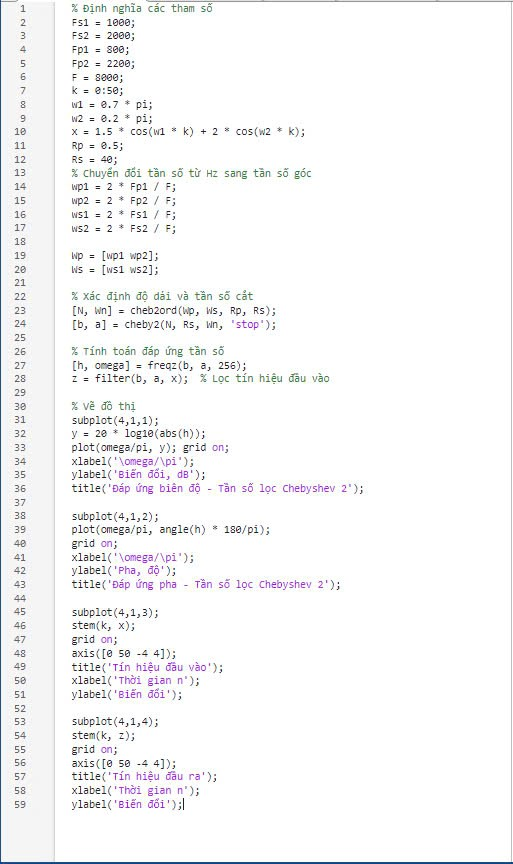 1 % Định nghĩa các tham số
2 Fs1 = 1000;
3 Fs2 = 2000;
4 Fp1 = 800;
5 Fp2 = 2200;
6 F = 8000;
7 k = 0:50;
8 w1 = 0.7 * pi;
9 w2 = 0.2 * pi;
10 x = 1.5 * cos(w1 * k) + 2 * cos(w2 * k);
11 Rp = 0.5;
12 Rs = 40;
13 % Chuyển đổi tần số từ Hz sang tần số góc
14 wp1 = 2 * Fp1 / F;
15 wp2 = 2 * Fp2 / F;
16 ws1 = 2 * Fs1 / F;
17 ws2 = 2 * Fs2 / F;
18
19 Wp = [wp1 wp2];
20 Ws = [ws1 ws2];
21
22 % Xác định độ dải và tần số cắt
23 [N, Wn] = cheb2ord(Wp, Ws, Rp, Rs);
24 [b, a] = cheby2(N, Rs, Wn, 'stop');
25
26 % Tính toán đáp ứng tần số
27 [h, omega] = freqz(b, a, 256);
28 z = filter(b, a, x);  % Lọc tín hiệu đầu vào
29
30 % Vẽ đồ thị
31 subplot(4,1,1);
32 y = 20 * log10(abs(h));
33 plot(omega/pi, y); grid on;
34 xlabel('\omega/\pi');
35 ylabel('Biến đổi, dB');
36 title('Đáp ứng biên độ - Tần số lọc Chebyshev 2');
37
38 subplot(4,1,2);
39 plot(omega/pi, angle(h) * 180/pi);
40 grid on;
41 xlabel('\omega/\pi');
42 ylabel('Pha, độ');
43 title('Đáp ứng pha - Tần số lọc Chebyshev 2');
44
45 subplot(4,1,3);
46 stem(k, x);
47 grid on;
48 axis([0 50 -4 4]);
49 title('Tín hiệu đầu vào');
50 xlabel('Thời gian n');
51 ylabel('Biến đổi');
52
53 subplot(4,1,4);
54 stem(k, z);
55 grid on;
56 axis([0 50 -4 4]);
57 title('Tín hiệu đầu ra');
58 xlabel('Thời gian n');
59 ylabel('Biến đổi');